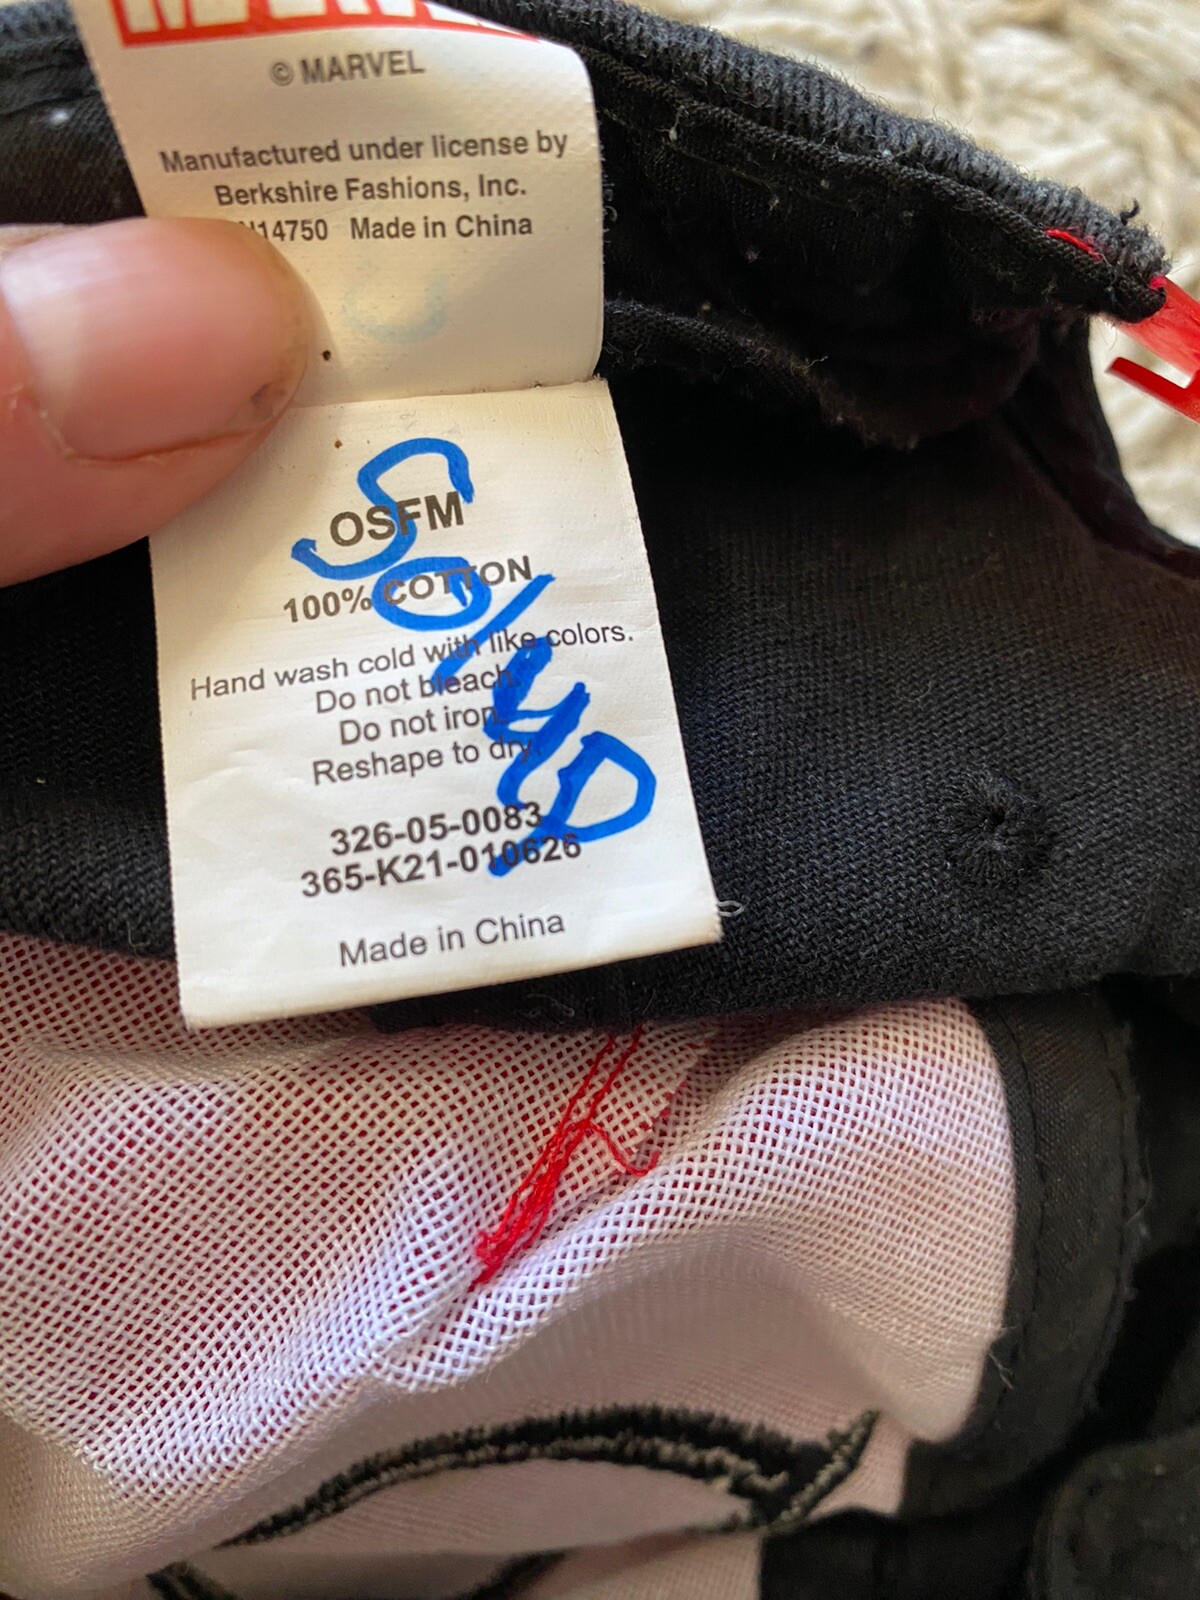 MARVEL
© MARVEL
Manufactured under license by
Berkshire Fashions, Inc.
14750 Made in China
OSFM
100% COTTON
Hand wash cold with like colors.
Do not bleach.
Do not iron.
Reshape to dry.
326-05-0083
365-K21-010626
Made in China